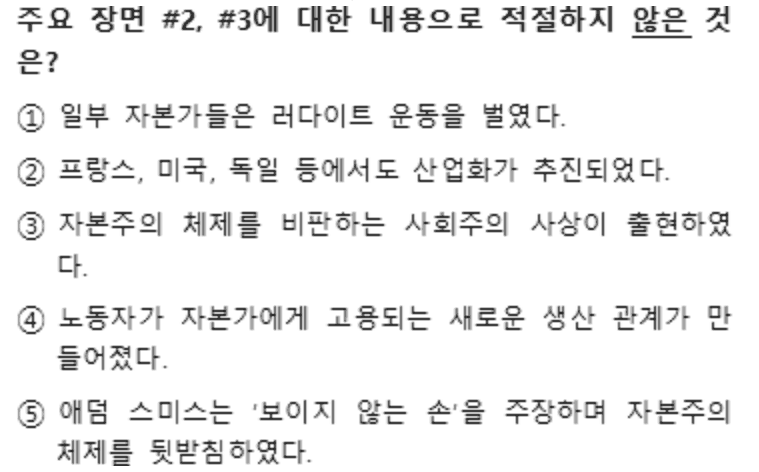 주요 장면 #2, #3에 대한 내용으로 적절하지 않은 것
은?
① 일부 자본가들은 러다이트 운동을 벌였다.
② 프랑스, 미국, 독일 등에서도 산업화가 추진되었다.
③ 자본주의 체제를 비판하는 사회주의 사상이 출현하였
다.
④ 노동자가 자본가에게 고용되는 새로운 생산 관계가 만
들어졌다.
⑤ 애덤 스미스는 '보이지 않는 손'을 주장하며 자본주의
체제를 뒷받침하였다.